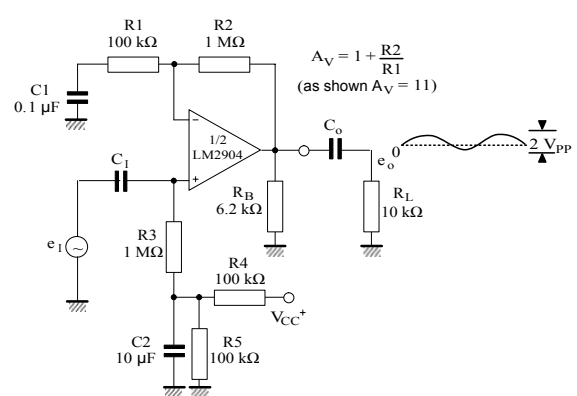 R1
100 kΩ
R2
1 MΩ
A_V = 1 + R2/R1
(as shown A_V = 11)
C1
0.1 µF
1/2
LM2904
C_I
C_o
0
e_o
2 V_PP
R_B
6.2 kΩ
R_L
10 kΩ
R3
1 MΩ
e_I
~
R4
100 kΩ
V_CC+
C2
10 µF
R5
100 kΩ